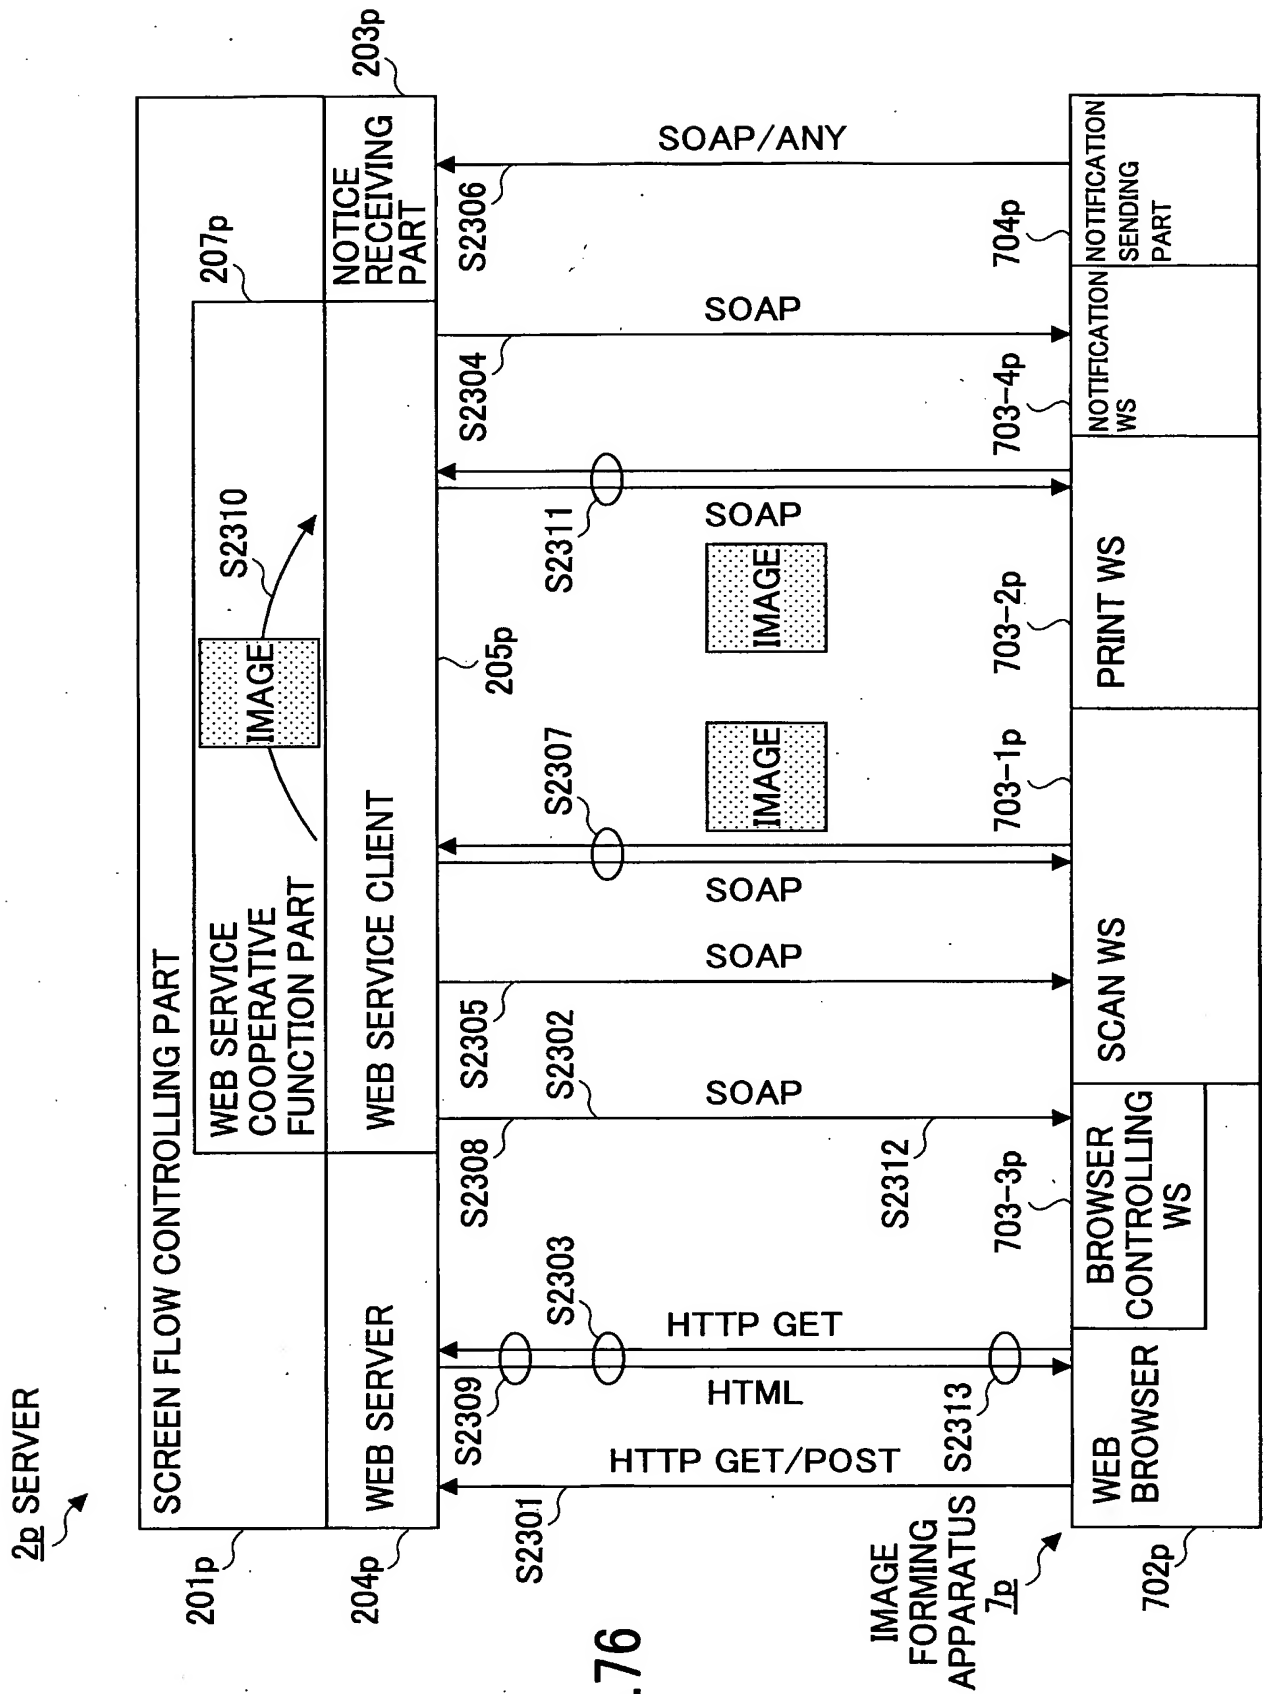 2p SERVER
201p
SCREEN FLOW CONTROLLING PART
207p
WEB SERVICE
COOPERATIVE
FUNCTION PART
IMAGE
S2310
204p
WEB SERVER
WEB SERVICE CLIENT
205p
NOTICE
RECEIVING
PART
203p
S2301
HTTP GET/POST
S2309
S2303
S2313
HTTP GET
HTML
S2308
S2302
S2312
SOAP
S2305
SOAP
S2307
SOAP
IMAGE
S2311
SOAP
IMAGE
S2304
SOAP
S2306
SOAP/ANY
IMAGE
FORMING
APPARATUS
7p
702p
WEB
BROWSER
703-3p
BROWSER
CONTROLLING
WS
703-1p
SCAN WS
703-2p
PRINT WS
703-4p
NOTIFICATION
WS
704p
NOTIFICATION
SENDING
PART
.76